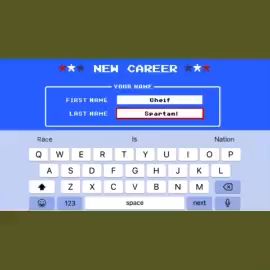 NEW CAREER
YOUR NAME
FIRST NAME Cheif
LAST NAME Spartan!
Race Is Nation
Q W E R T Y U I O P
A S D F G H J K L
Z X C V B N M
123 space next